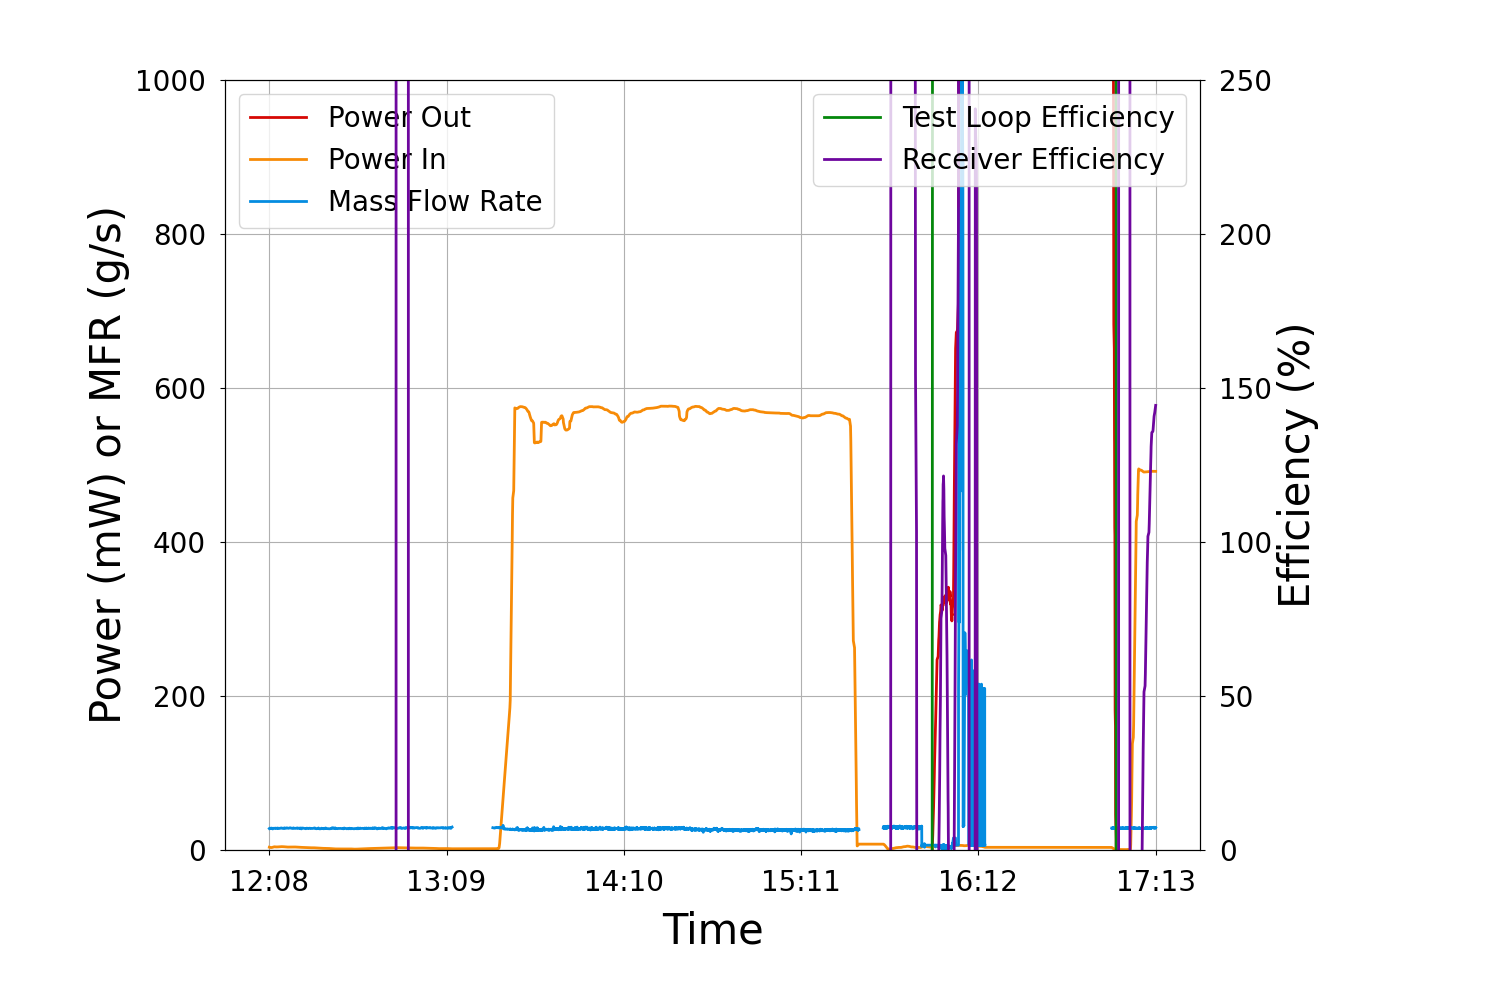 1000
800
600
400
200
0
Power (mW) or MFR (g/s)
Power Out
Power In
Mass Flow Rate
Test Loop Efficiency
Receiver Efficiency
250
200
150
100
50
0
Efficiency (%)
12:08 13:09 14:10 15:11 16:12 17:13
Time